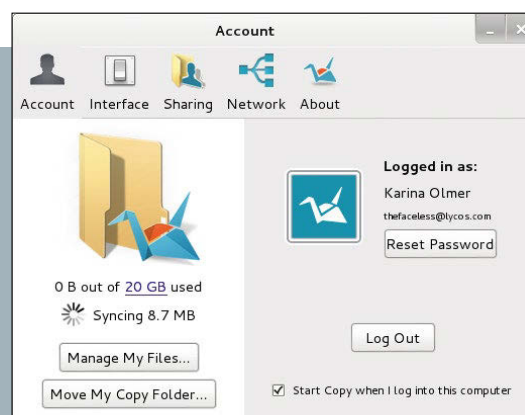 Account
Account Interface Sharing Network About
Logged in as:
Karina Olmer
thefaceless@lycos.com
Reset Password
0 B out of 20 GB used
Syncing 8.7 MB
Manage My Files...
Move My Copy Folder...
Log Out
Start Copy when I log into this computer